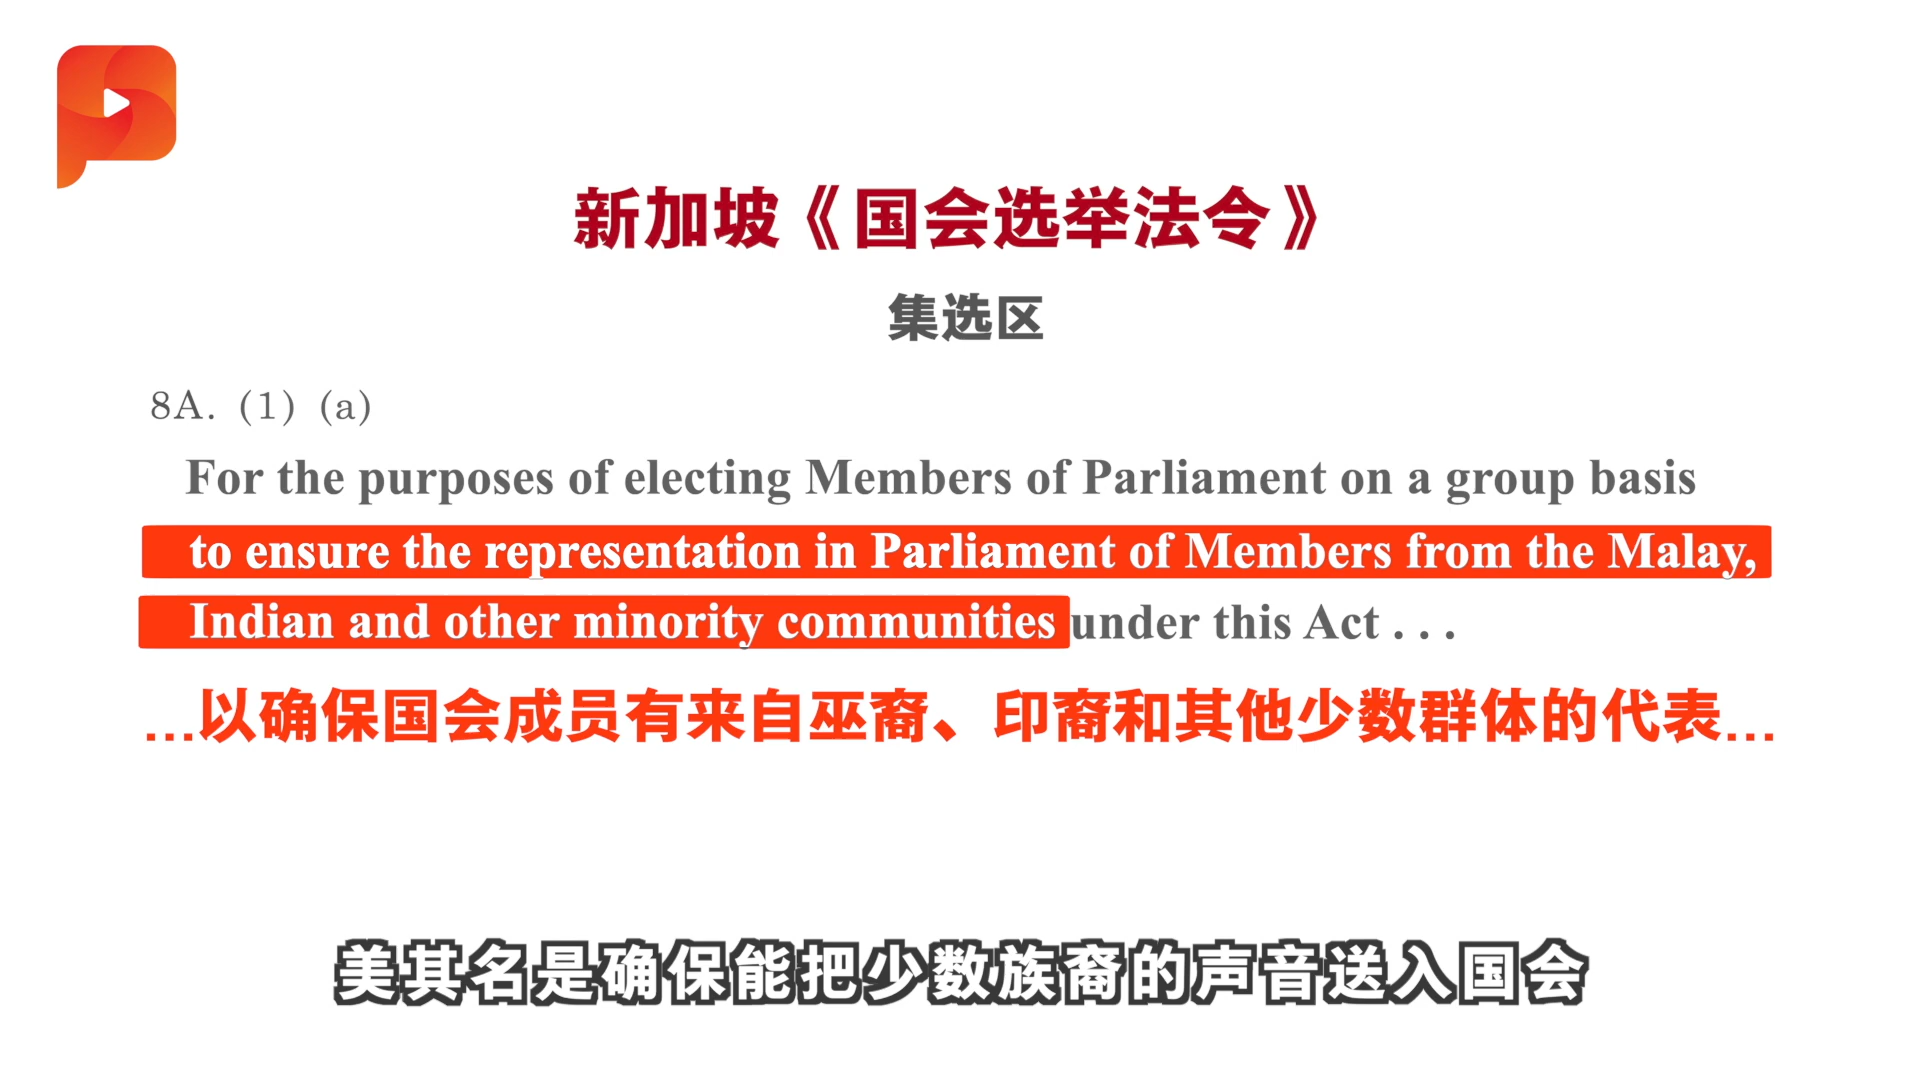 新加坡《国会选举法令》
集选区
8A. (1) (a)
For the purposes of electing Members of Parliament on a group basis
to ensure the representation in Parliament of Members from the Malay,
Indian and other minority communities under this Act . . .
...以确保国会成员有来自巫裔、印裔和其他少数群体的代表...
美其名是确保能把少数族裔的声音送入国会